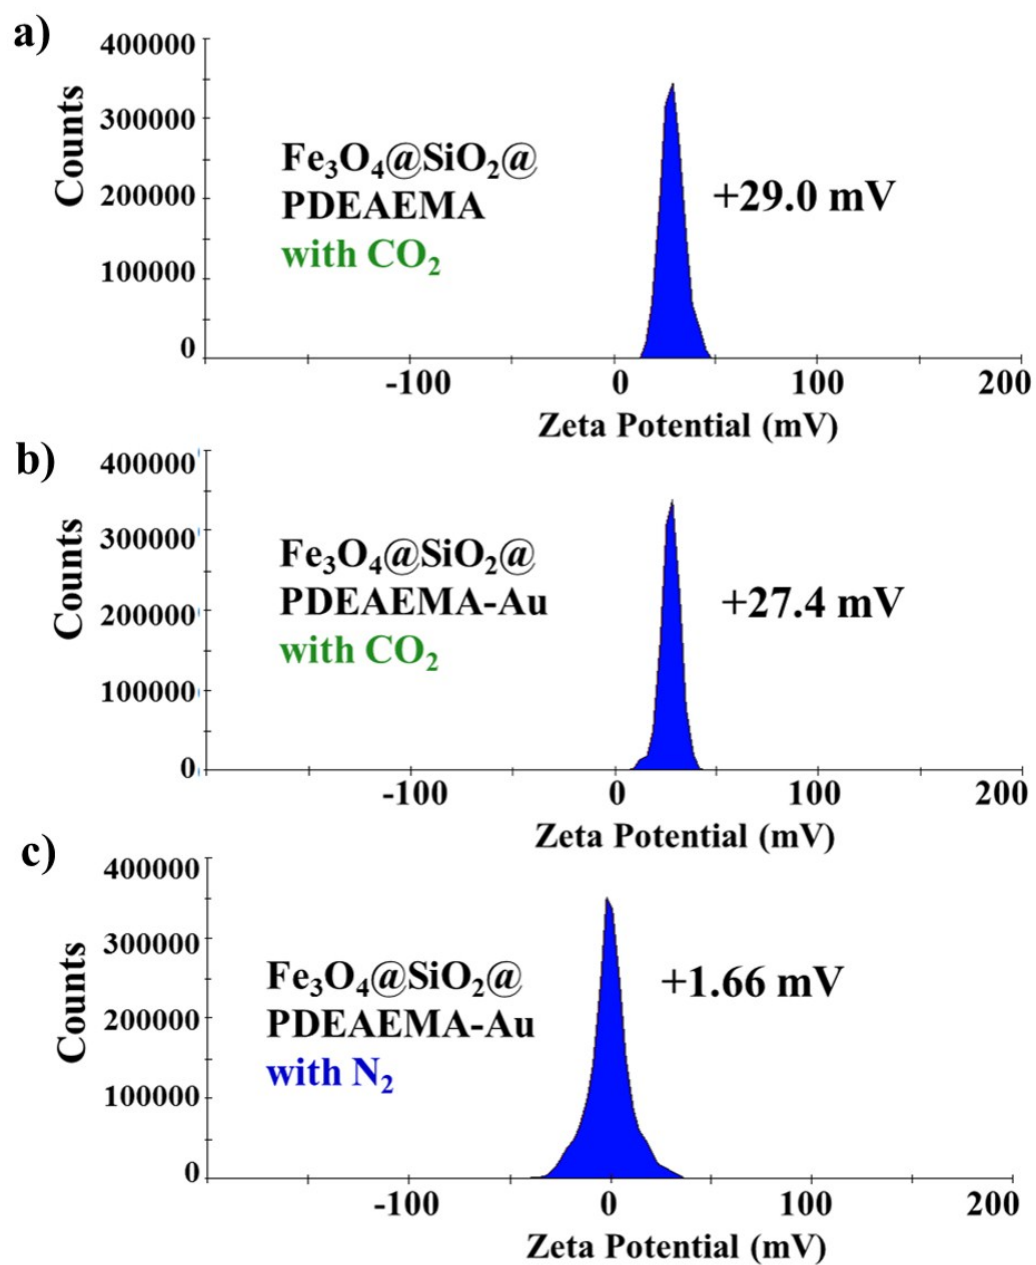 a)
400000
300000
200000
100000
0
Counts
Fe₃O₄@SiO₂@
PDEAEMA
with CO₂
+29.0 mV
-100 0 100 200
Zeta Potential (mV)
b)
400000
300000
200000
100000
0
Counts
Fe₃O₄@SiO₂@
PDEAEMA-Au
with CO₂
+27.4 mV
-100 0 100 200
Zeta Potential (mV)
c)
400000
300000
200000
100000
0
Counts
Fe₃O₄@SiO₂@
PDEAEMA-Au
with N₂
+1.66 mV
-100 0 100 200
Zeta Potential (mV)